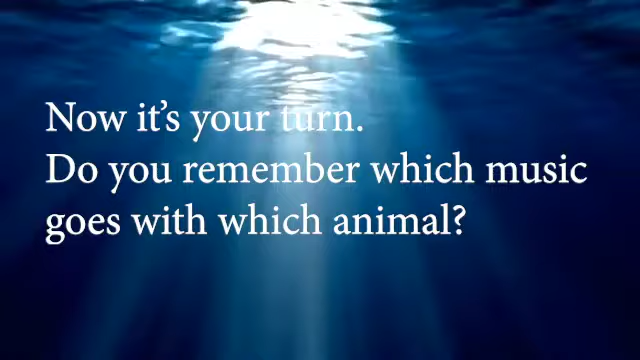 Now it's your turn.
Do you remember which music
goes with which animal?